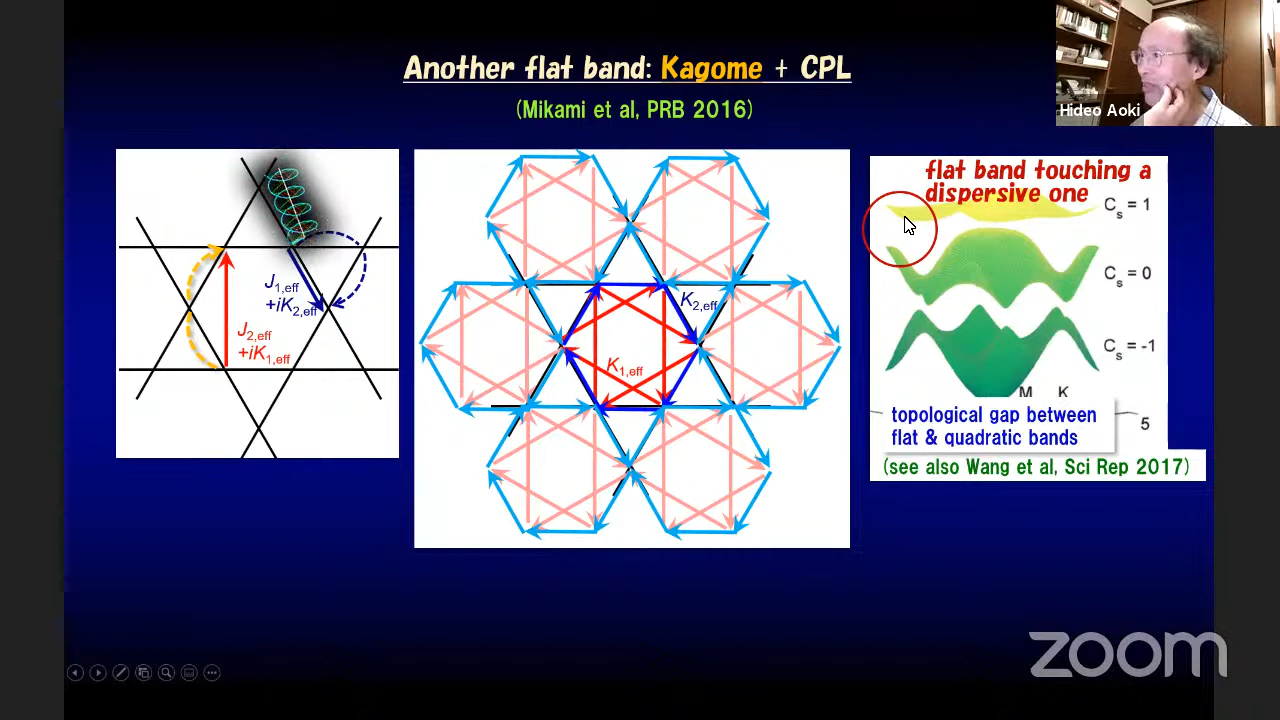 Another flat band: Kagome + CPL
(Mikami et al, PRB 2016)
Hideo Aoki
J1,eff
+iK2,eff
J2,eff
+iK1,eff
K2,eff
K1,eff
flat band touching a
dispersive one
Cs = 1
Cs = 0
Cs = -1
M K
5
topological gap between
flat & quadratic bands
(see also Wang et al, Sci Rep 2017)
zoom